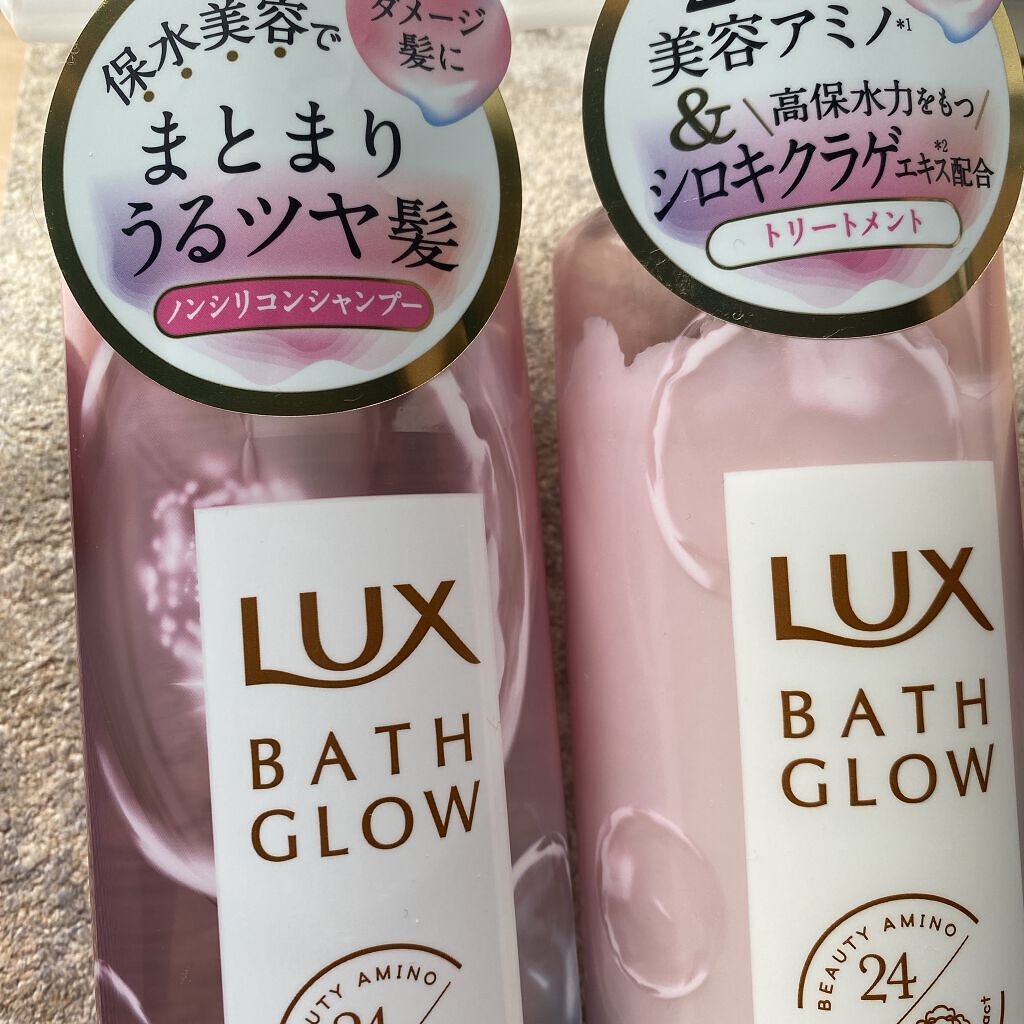 保水美容で
ダメージ
髪に
まとまり
うるツヤ髪
ノンシリコンシャンプー
LUX
BATH
GLOW
BEAUTY AMINO
24
美容アミノ*1
&高保水力をもつ
シロキクラゲエキス配合*2
トリートメント
LUX
BATH
GLOW
BEAUTY AMINO
24